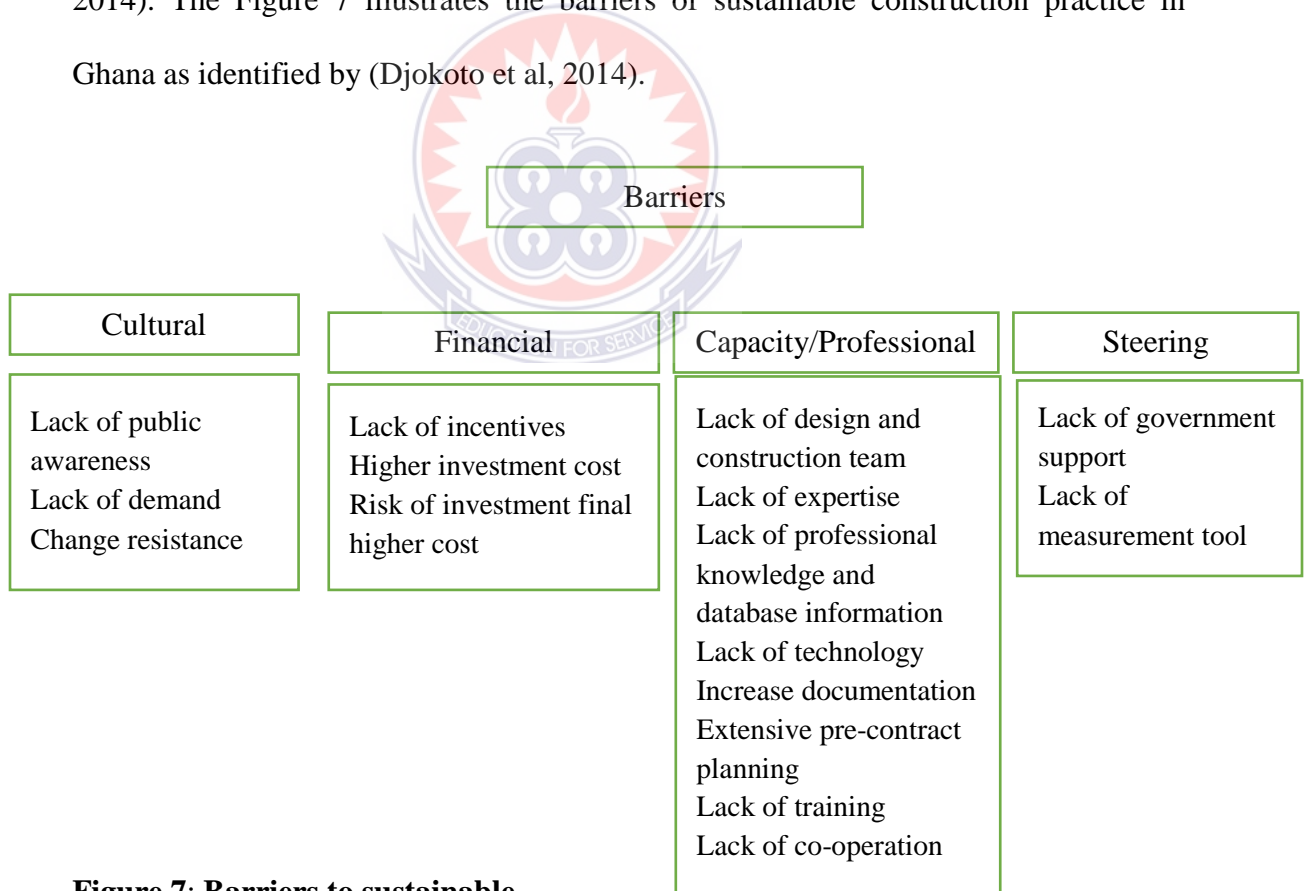 2014). The Figure 7 illustrates the barriers of sustainable construction practice in
Ghana as identified by (Djokoto et al, 2014).
Barriers
Cultural
Lack of public
awareness
Lack of demand
Change resistance
Financial
Lack of incentives
Higher investment cost
Risk of investment final
higher cost
Capacity/Professional
Lack of design and
construction team
Lack of expertise
Lack of professional
knowledge and
database information
Lack of technology
Increase documentation
Extensive pre-contract
planning
Lack of training
Lack of co-operation
Steering
Lack of government
support
Lack of
measurement tool
EDUCATION FOR SERVICE
Figure 7: Barriers to sustainable